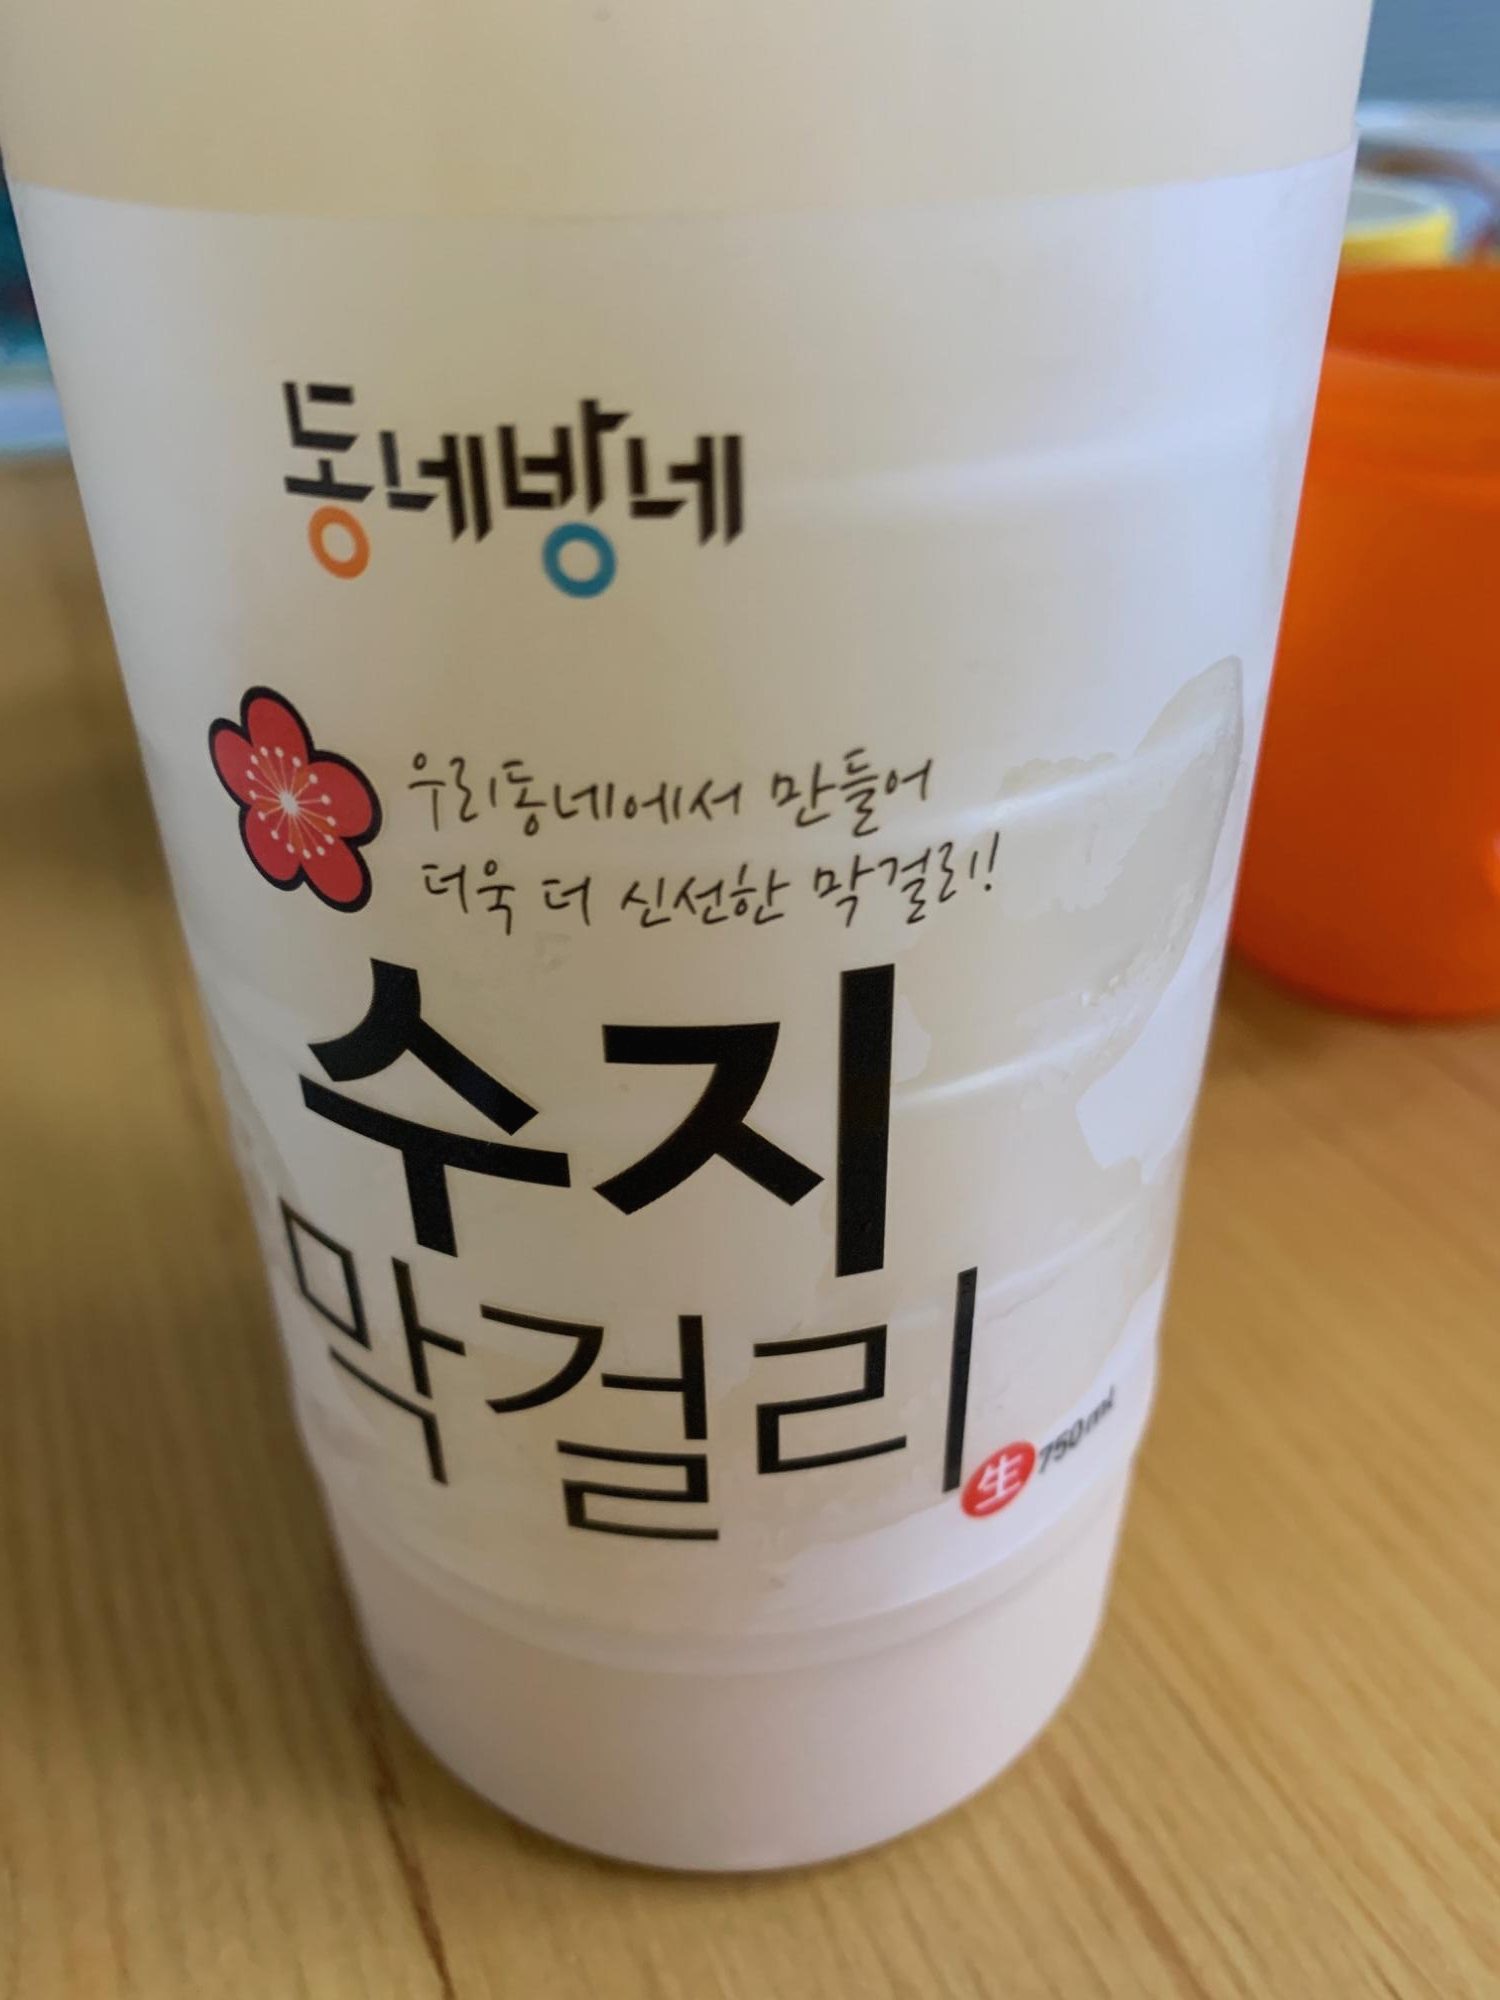 동네방네
우리동네에서 만들어
더욱 더 신선한 막걸리!
수지
막걸리
生 750ml